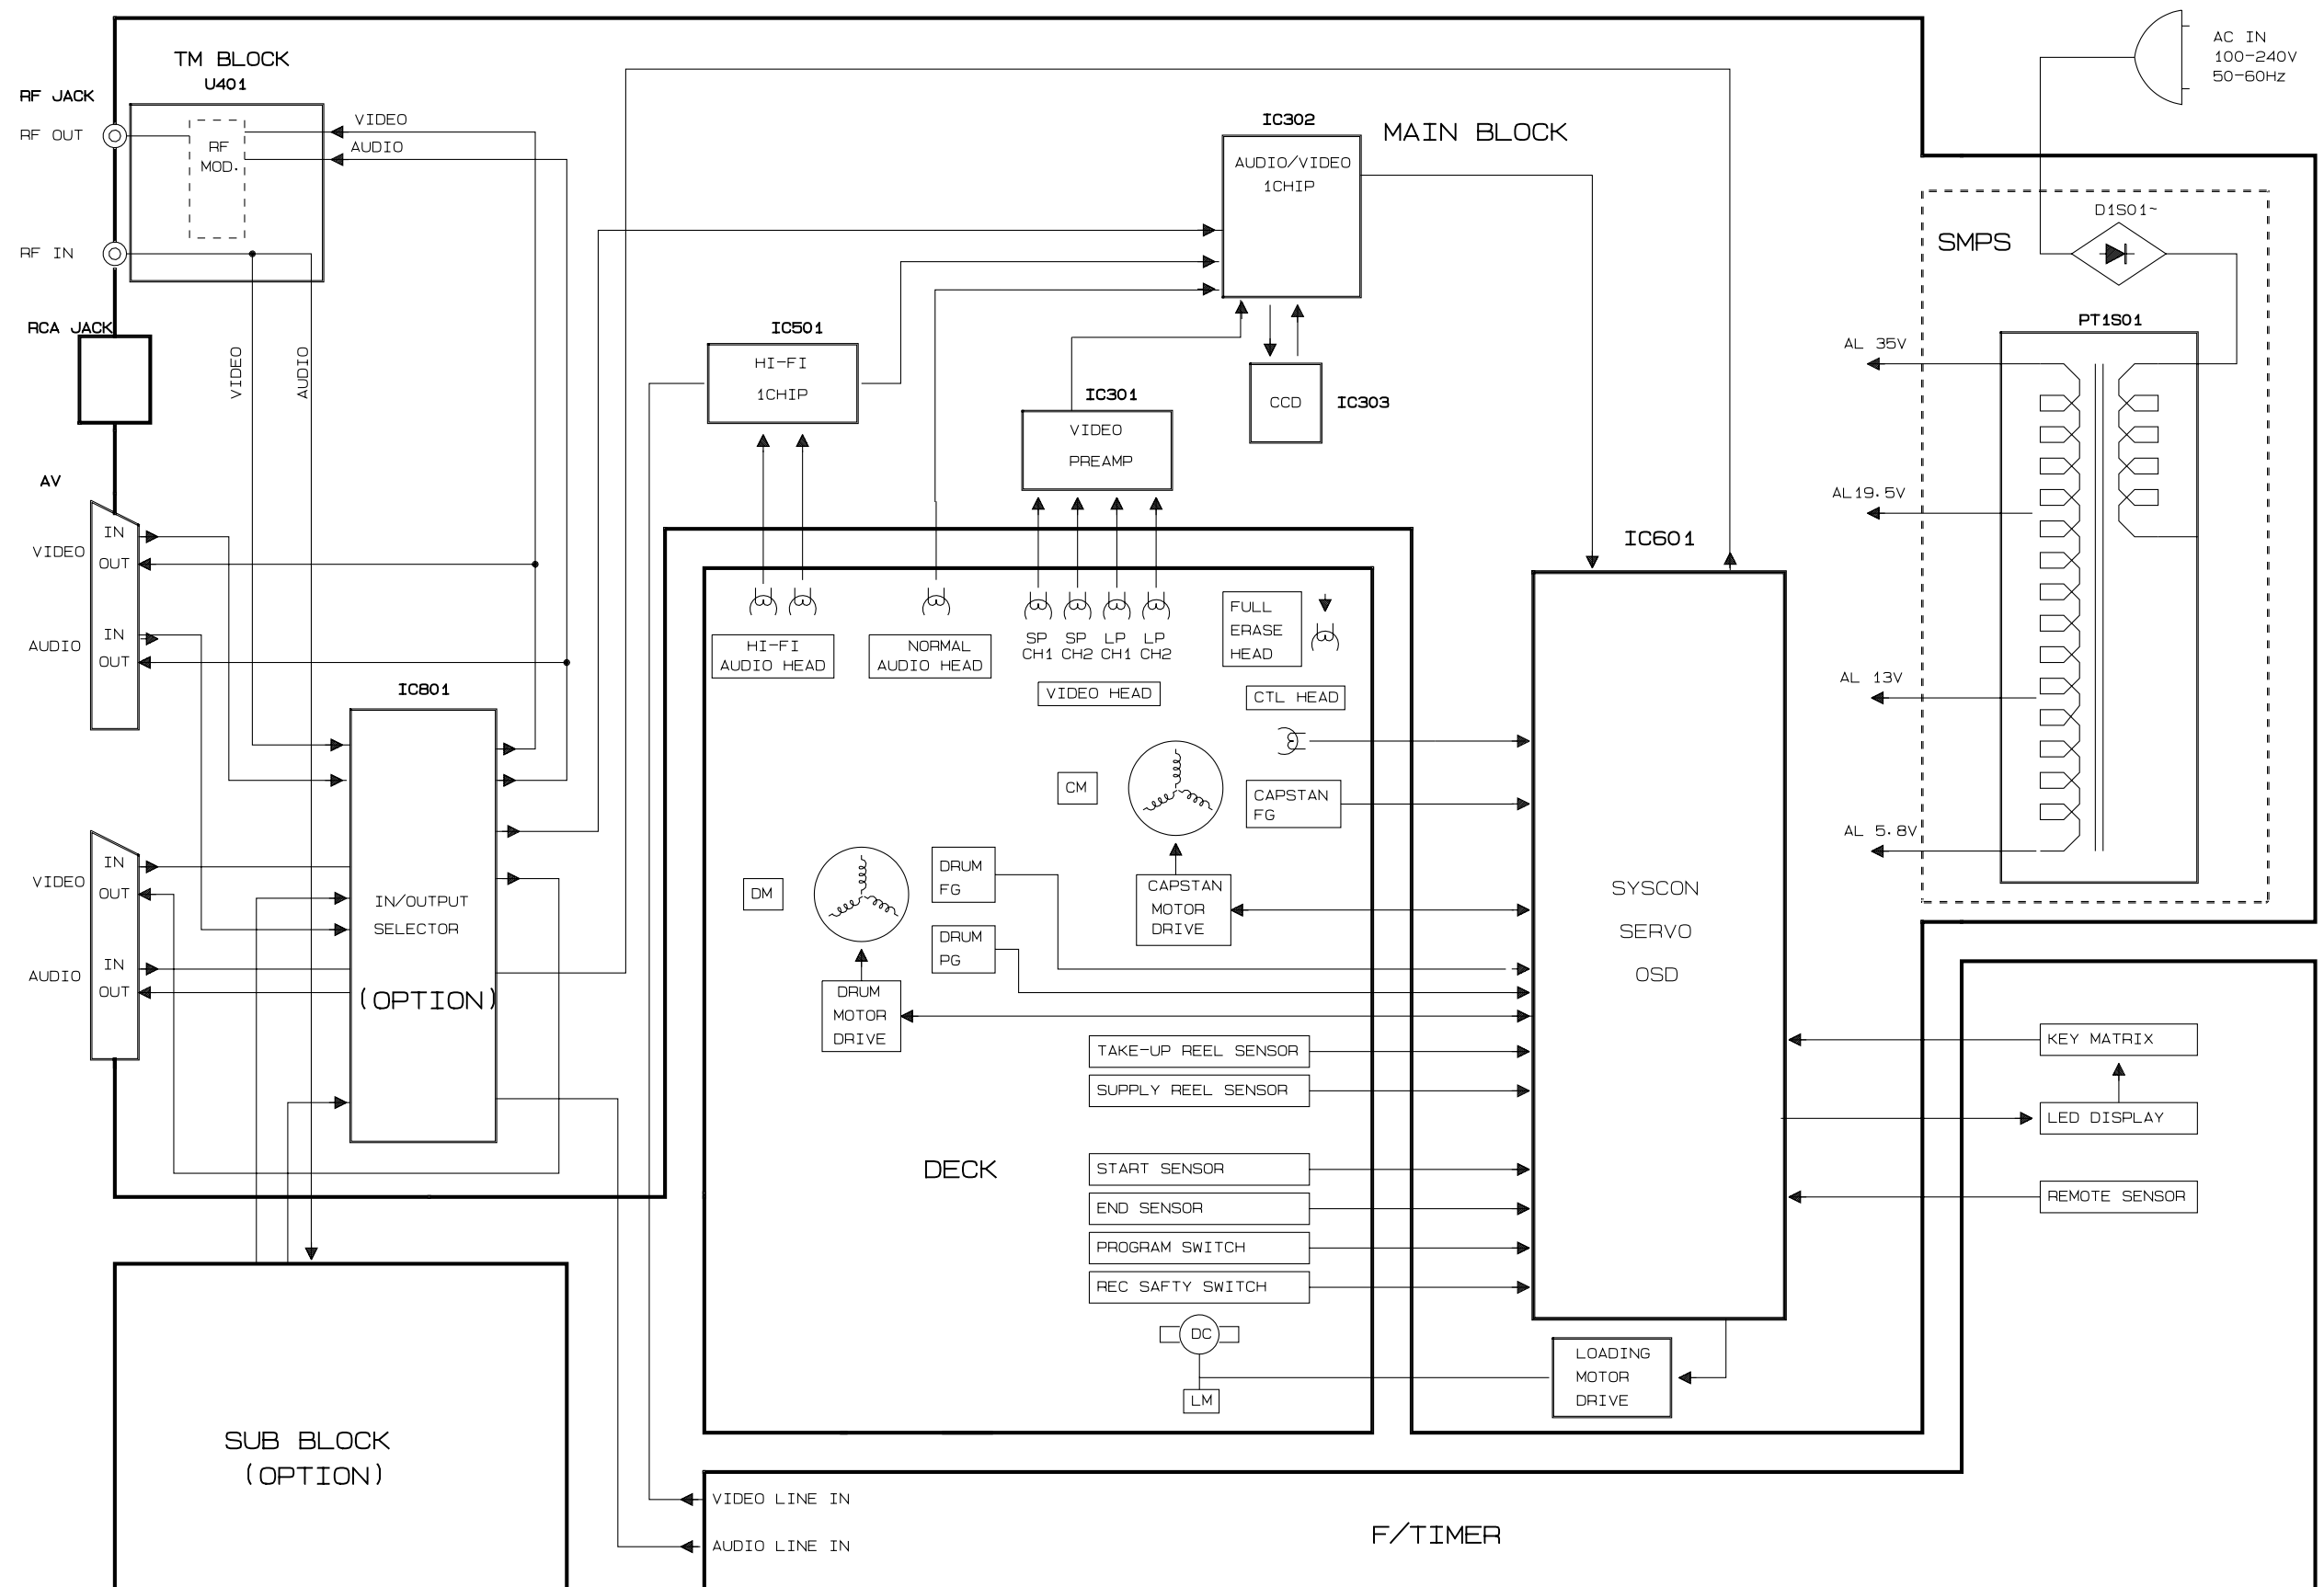 TM BLOCK
U401
RF JACK
RF OUT
RF
MOD.
VIDEO
AUDIO
RF IN
RCA JACK
VIDEO
AUDIO
AV
VIDEO
IN
OUT
AUDIO
IN
OUT
VIDEO
IN
OUT
AUDIO
IN
OUT
IC801
IN/OUTPUT
SELECTOR
(OPTION)
SUB BLOCK
(OPTION)
MAIN BLOCK
IC302
AUDIO/VIDEO
1CHIP
IC501
HI-FI
1CHIP
IC301
VIDEO
PREAMP
CCD
IC303
HI-FI
AUDIO HEAD
NORMAL
AUDIO HEAD
SP
CH1
SP
CH2
LP
CH1
LP
CH2
VIDEO HEAD
FULL
ERASE
HEAD
CTL HEAD
CM
CAPSTAN
FG
DM
DRUM
FG
DRUM
PG
CAPSTAN
MOTOR
DRIVE
DRUM
MOTOR
DRIVE
TAKE-UP REEL SENSOR
SUPPLY REEL SENSOR
DECK
START SENSOR
END SENSOR
PROGRAM SWITCH
REC SAFTY SWITCH
DC
LM
IC601
SYSCON
SERVO
OSD
LOADING
MOTOR
DRIVE
AC IN
100-240V
50-60Hz
SMPS
D1S01~
PT1S01
AL 35V
AL19.5V
AL 13V
AL 5.8V
KEY MATRIX
LED DISPLAY
REMOTE SENSOR
VIDEO LINE IN
AUDIO LINE IN
F/TIMER